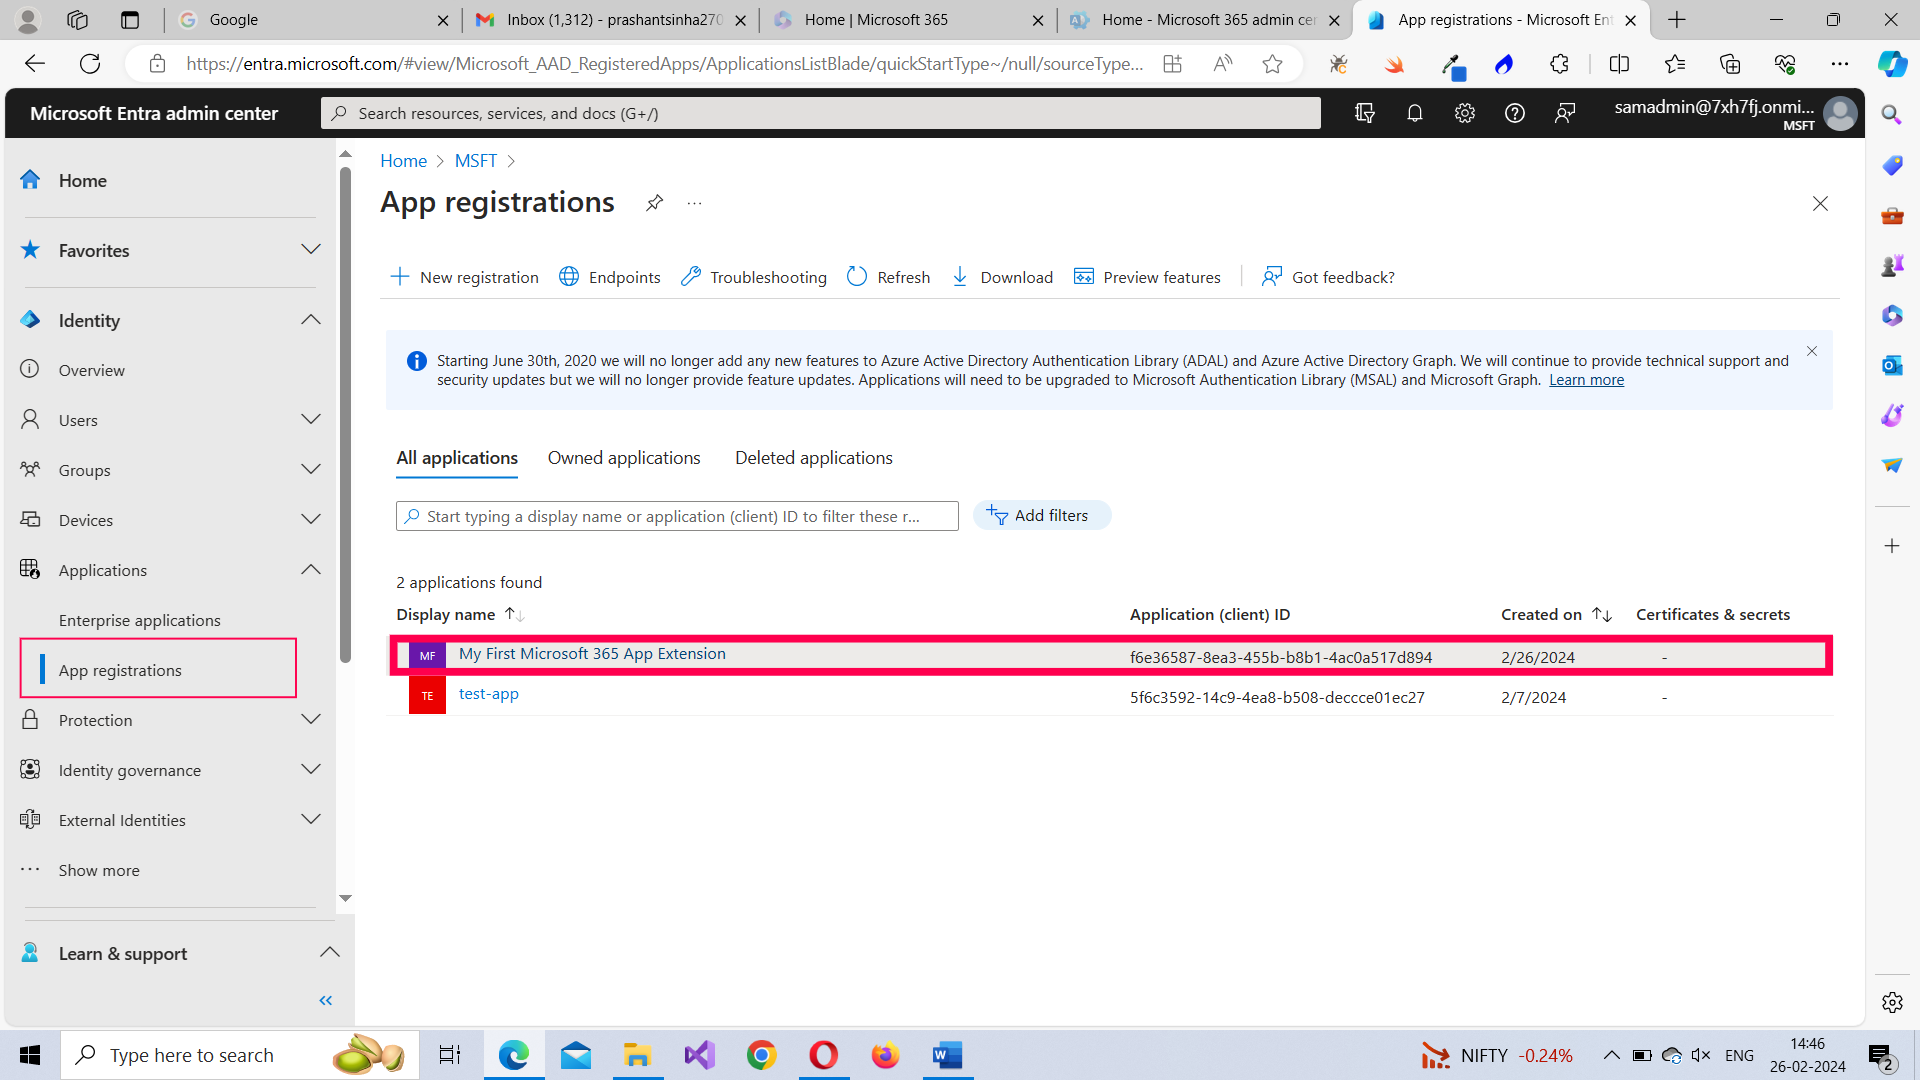 Google
Inbox (1,312) - prashantsinha270
Home | Microsoft 365
Home - Microsoft 365 admin cen
App registrations - Microsoft Ent
https://entra.microsoft.com/#view/Microsoft_AAD_RegisteredApps/ApplicationsListBlade/quickStartType~/null/sourceType...
Microsoft Entra admin center
Search resources, services, and docs (G+/)
samadmin@7xh7fj.onmi...
MSFT
Home
Favorites
Identity
Overview
Users
Groups
Devices
Applications
Enterprise applications
App registrations
Protection
Identity governance
External Identities
Show more
Learn & support
Home > MSFT >
App registrations
New registration Endpoints Troubleshooting Refresh Download Preview features Got feedback?
Starting June 30th, 2020 we will no longer add any new features to Azure Active Directory Authentication Library (ADAL) and Azure Active Directory Graph. We will continue to provide technical support and
security updates but we will no longer provide feature updates. Applications will need to be upgraded to Microsoft Authentication Library (MSAL) and Microsoft Graph. Learn more
All applications Owned applications Deleted applications
Start typing a display name or application (client) ID to filter these r...
Add filters
2 applications found
Display name Application (client) ID Created on Certificates & secrets
MF My First Microsoft 365 App Extension f6e36587-8ea3-455b-b8b1-4ac0a517d894 2/26/2024 -
TE test-app 5f6c3592-14c9-4ea8-b508-deccce01ec27 2/7/2024 -
Type here to search
NIFTY -0.24%
ENG
14:46
26-02-2024
2